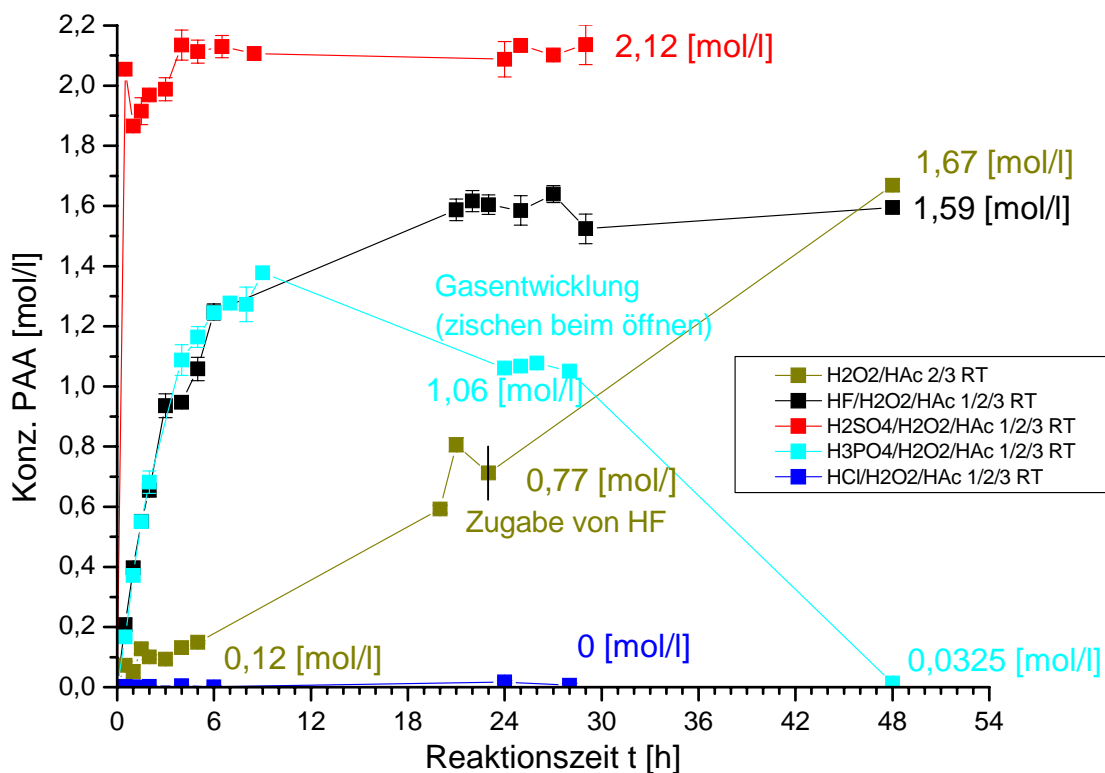 2,2
2,0
1,8
1,6
1,4
1,2
1,0
0,8
0,6
0,4
0,2
0,0
Konz. PAA [mol/l]
2,12 [mol/l]
1,67 [mol/l]
1,59 [mol/l]
Gasentwicklung
(zischen beim öffnen)
1,06 [mol/l]
H2O2/HAc 2/3 RT
HF/H2O2/HAc 1/2/3 RT
H2SO4/H2O2/HAc 1/2/3 RT
H3PO4/H2O2/HAc 1/2/3 RT
HCl/H2O2/HAc 1/2/3 RT
0,77 [mol/]
Zugabe von HF
0,12 [mol/l]
0 [mol/l]
0,0325 [mol/l]
0 6 12 18 24 30 36 42 48 54
Reaktionszeit t [h]